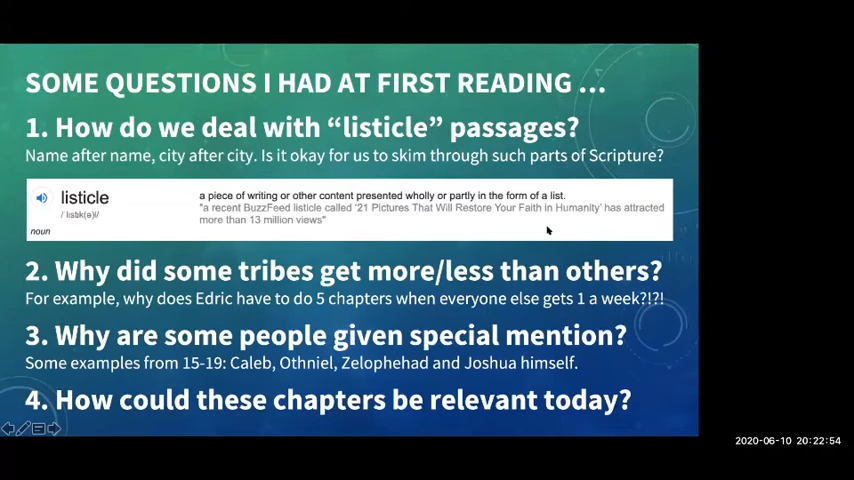 SOME QUESTIONS I HAD AT FIRST READING ...
1. How do we deal with “listicle” passages?
Name after name, city after city. Is it okay for us to skim through such parts of Scripture?
listicle
/ˈlɪstɪk(ə)l/
noun
a piece of writing or other content presented wholly or partly in the form of a list.
"a recent BuzzFeed listicle called '21 Pictures That Will Restore Your Faith in Humanity' has attracted
more than 13 million views"
2. Why did some tribes get more/less than others?
For example, why does Edric have to do 5 chapters when everyone else gets 1 a week?!?!
3. Why are some people given special mention?
Some examples from 15-19: Caleb, Othniel, Zelophehad and Joshua himself.
4. How could these chapters be relevant today?
2020-06-10 20:22:54